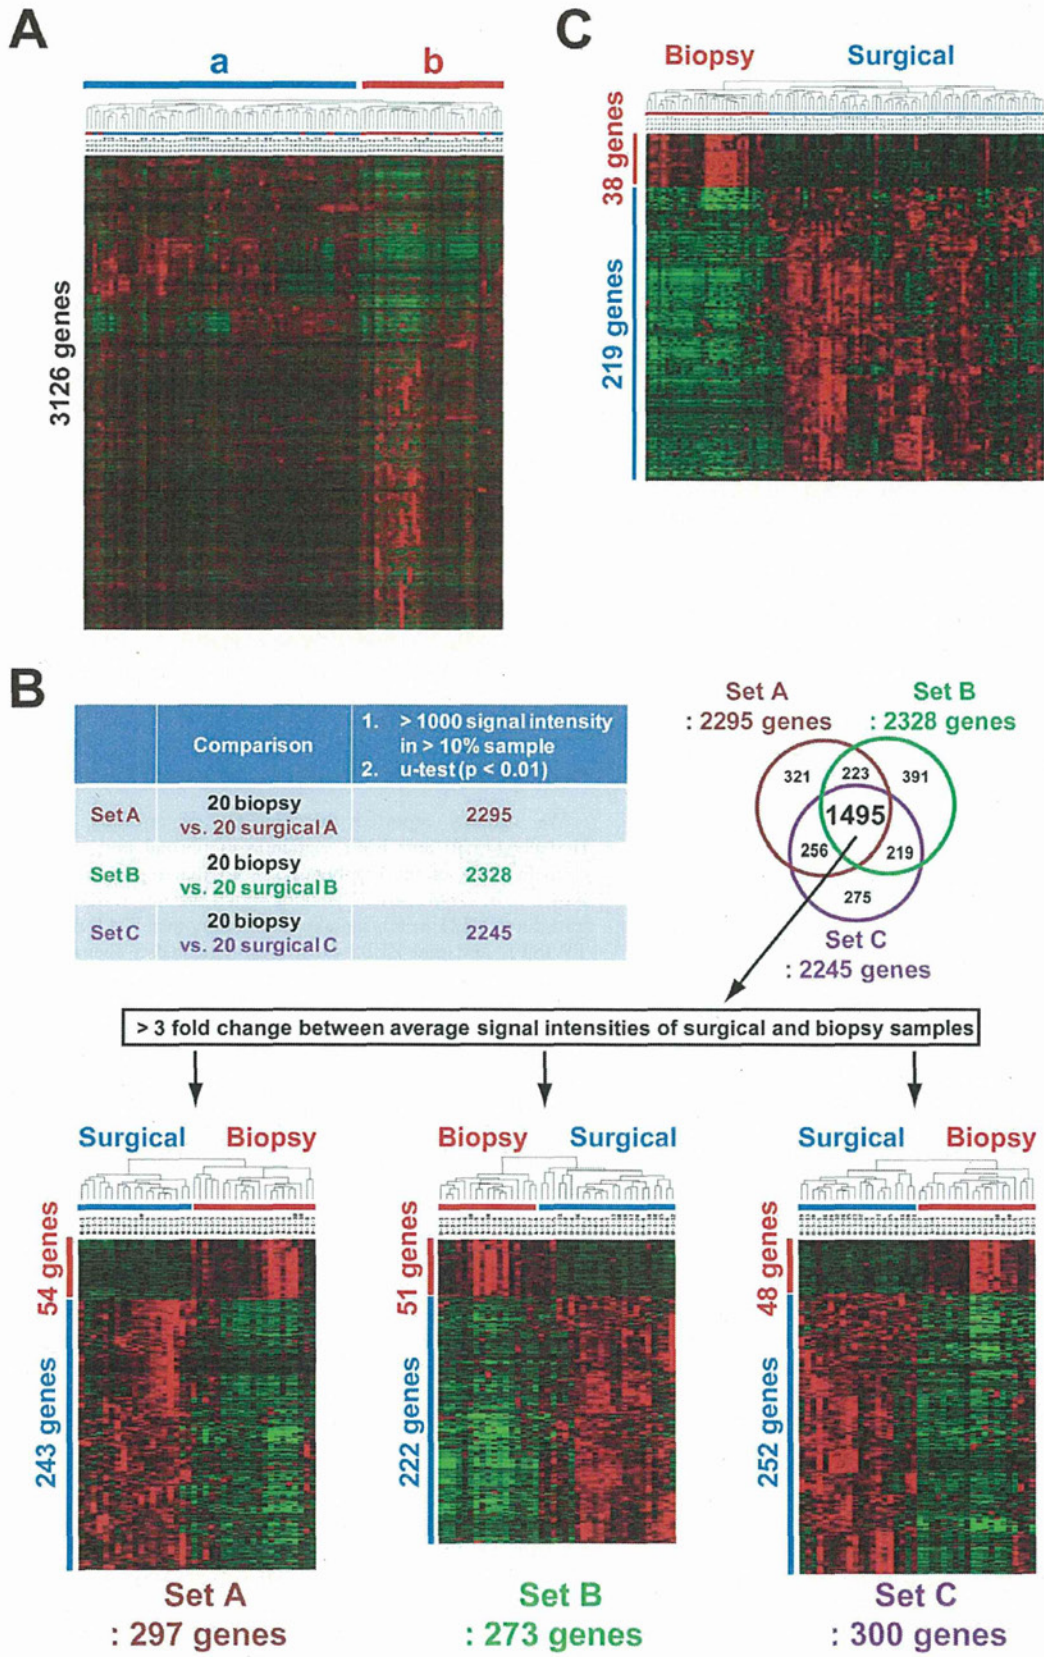 A
a
b
3126 genes
C
Biopsy
Surgical
38 genes
219 genes
B
Comparison
1. > 1000 signal intensity
in > 10% sample
2. u-test (p < 0.01)
Set A
20 biopsy
vs. 20 surgical A
2295
Set B
20 biopsy
vs. 20 surgical B
2328
Set C
20 biopsy
vs. 20 surgical C
2245
Set A
: 2295 genes
Set B
: 2328 genes
321
223
391
1495
256
219
275
Set C
: 2245 genes
> 3 fold change between average signal intensities of surgical and biopsy samples
Surgical
Biopsy
54 genes
243 genes
Set A
: 297 genes
Biopsy
Surgical
51 genes
222 genes
Set B
: 273 genes
Surgical
Biopsy
48 genes
252 genes
Set C
: 300 genes